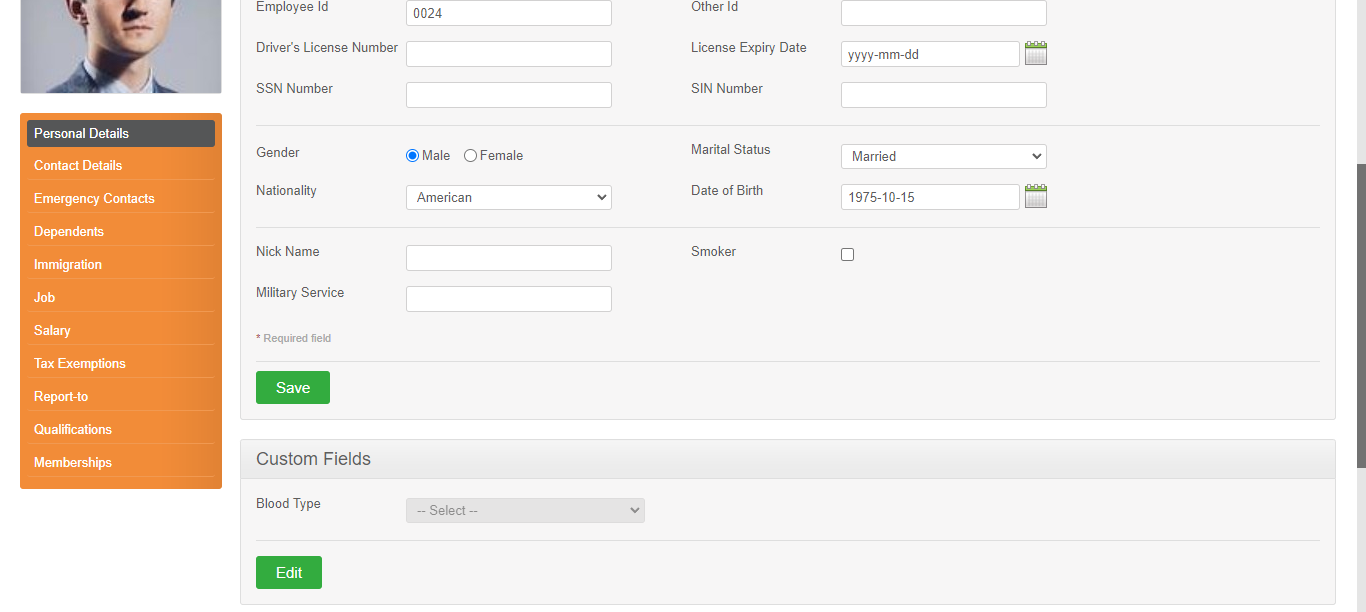 Employee Id 0024 Other Id
Driver's License Number License Expiry Date yyyy-mm-dd
SSN Number SIN Number
Personal Details
Contact Details
Emergency Contacts
Dependents
Immigration
Job
Salary
Tax Exemptions
Report-to
Qualifications
Memberships
Gender Male Female Marital Status Married
Nationality American Date of Birth 1975-10-15
Nick Name Smoker
Military Service
* Required field
Save
Custom Fields
Blood Type -- Select --
Edit